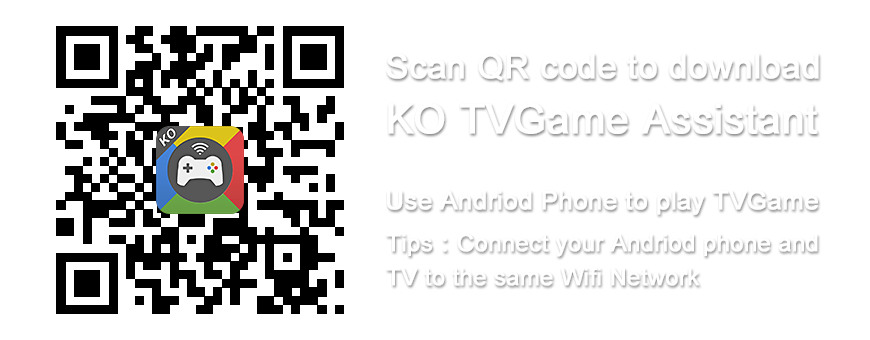 Scan QR code to download
KO TVGame Assistant
KO
Use Andriod Phone to play TVGame
Tips : Connect your Andriod phone and
TV to the same Wifi Network